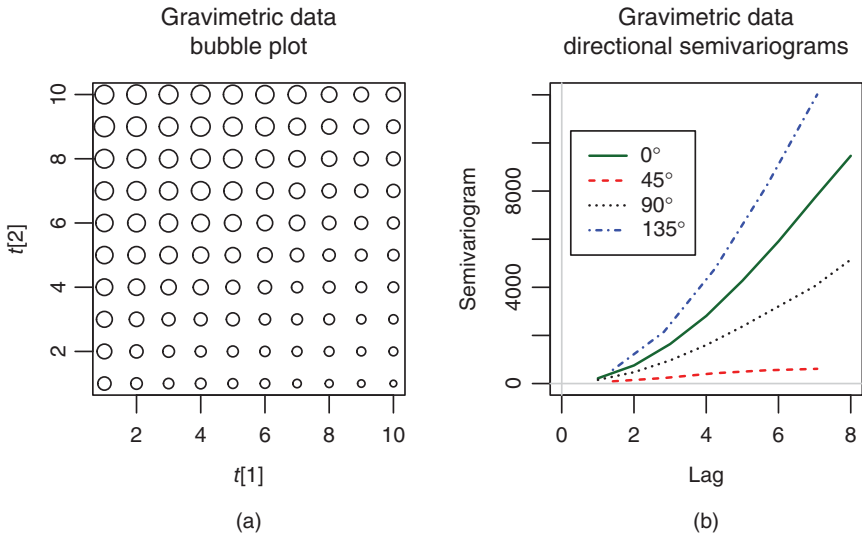 Gravimetric data
bubble plot
10
8
6
4
2
t[2]
2
4
6
8
10
t[1]
(a)
Gravimetric data
directional semivariograms
0°
45°
90°
135°
8000
4000
0
Semivariogram
0
2
4
6
8
Lag
(b)